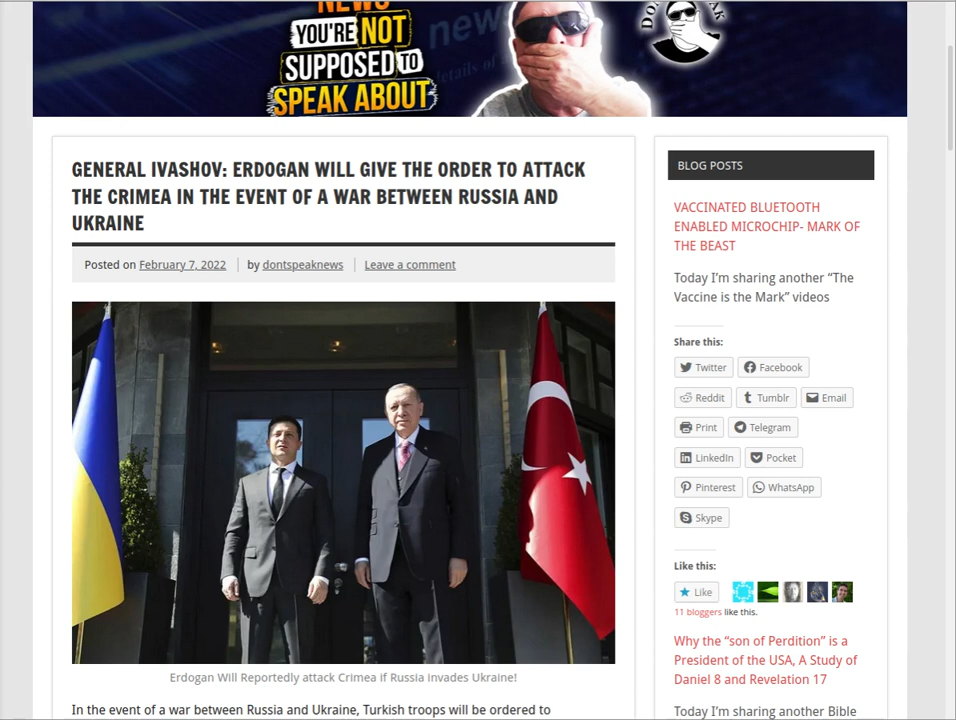 NEWS
YOU'RE NOT
SUPPOSED TO
SPEAK ABOUT
GENERAL IVASHOV: ERDOGAN WILL GIVE THE ORDER TO ATTACK
THE CRIMEA IN THE EVENT OF A WAR BETWEEN RUSSIA AND
UKRAINE
Posted on February 7, 2022 by dontspeaknews Leave a comment
Erdogan Will Reportedly attack Crimea if Russia invades Ukraine!
In the event of a war between Russia and Ukraine, Turkish troops will be ordered to
BLOG POSTS
VACCINATED BLUETOOTH
ENABLED MICROCHIP- MARK OF
THE BEAST
Today I'm sharing another “The
Vaccine is the Mark” videos
Share this:
Twitter Facebook
Reddit Tumblr Email
Print Telegram
LinkedIn Pocket
Pinterest WhatsApp
Skype
Like this:
Like
11 bloggers like this.
Why the “son of Perdition” is a
President of the USA, A Study of
Daniel 8 and Revelation 17
Today I'm sharing another Bible